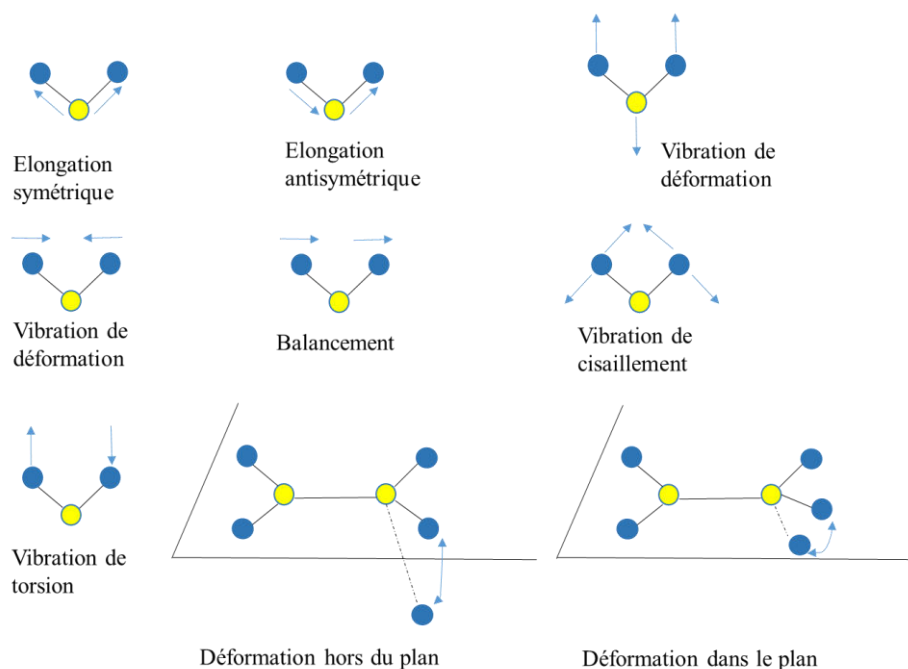 Elongation
symétrique
Elongation
antisymétrique
Vibration de
déformation
Vibration de
déformation
Balancement
Vibration de
cisaillement
Vibration de
torsion
Déformation hors du plan
Déformation dans le plan